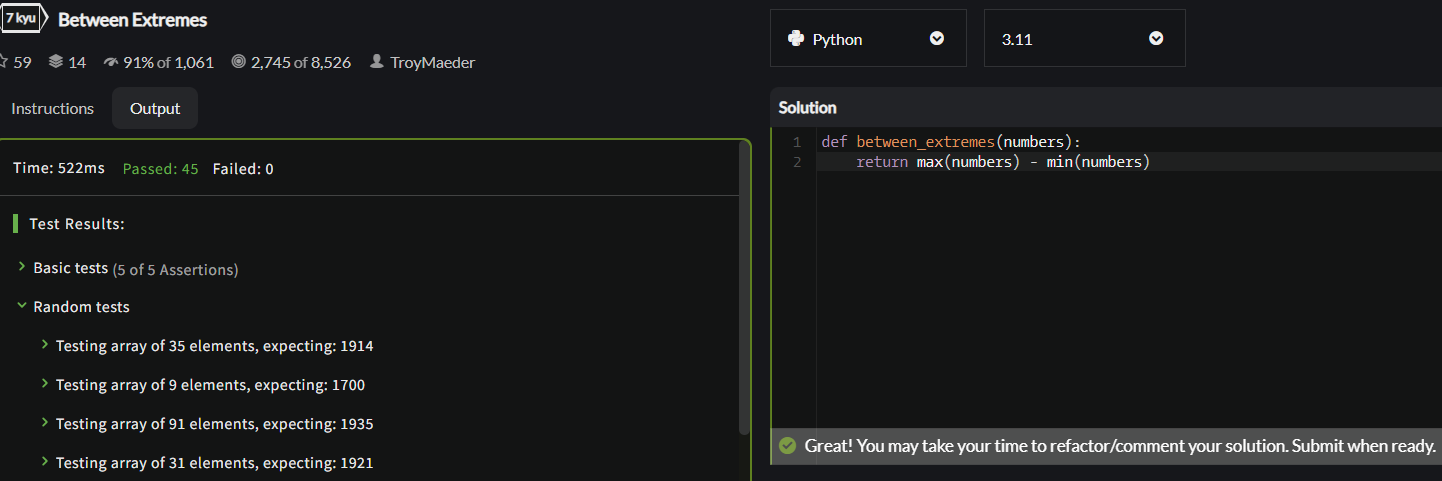 7 kyu Between Extremes
59 14 91% of 1,061 2,745 of 8,526 TroyMaeder
Instructions Output
Time: 522ms Passed: 45 Failed: 0
Test Results:
Basic tests (5 of 5 Assertions)
Random tests
Testing array of 35 elements, expecting: 1914
Testing array of 9 elements, expecting: 1700
Testing array of 91 elements, expecting: 1935
Testing array of 31 elements, expecting: 1921
Python 3.11
Solution
1 def between_extremes(numbers):
2     return max(numbers) - min(numbers)
Great! You may take your time to refactor/comment your solution. Submit when ready.